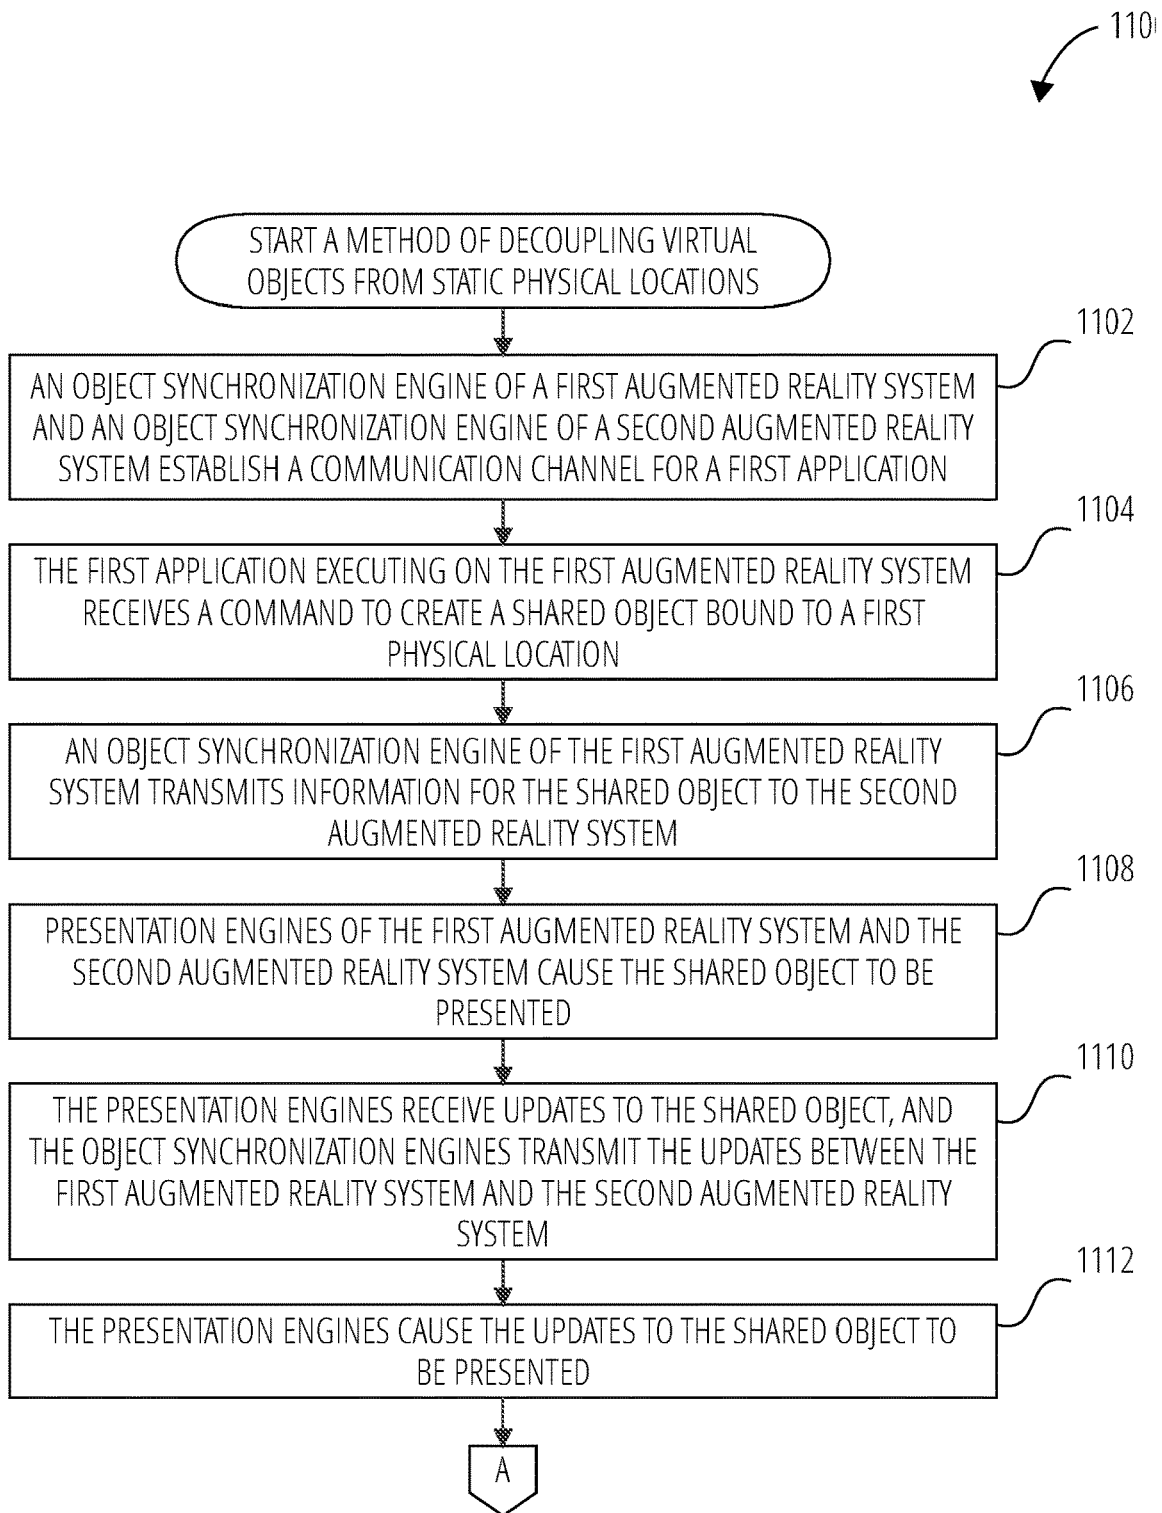 110
START A METHOD OF DECOUPLING VIRTUAL
OBJECTS FROM STATIC PHYSICAL LOCATIONS
1102
AN OBJECT SYNCHRONIZATION ENGINE OF A FIRST AUGMENTED REALITY SYSTEM
AND AN OBJECT SYNCHRONIZATION ENGINE OF A SECOND AUGMENTED REALITY
SYSTEM ESTABLISH A COMMUNICATION CHANNEL FOR A FIRST APPLICATION
1104
THE FIRST APPLICATION EXECUTING ON THE FIRST AUGMENTED REALITY SYSTEM
RECEIVES A COMMAND TO CREATE A SHARED OBJECT BOUND TO A FIRST
PHYSICAL LOCATION
1106
AN OBJECT SYNCHRONIZATION ENGINE OF THE FIRST AUGMENTED REALITY
SYSTEM TRANSMITS INFORMATION FOR THE SHARED OBJECT TO THE SECOND
AUGMENTED REALITY SYSTEM
1108
PRESENTATION ENGINES OF THE FIRST AUGMENTED REALITY SYSTEM AND THE
SECOND AUGMENTED REALITY SYSTEM CAUSE THE SHARED OBJECT TO BE
PRESENTED
1110
THE PRESENTATION ENGINES RECEIVE UPDATES TO THE SHARED OBJECT, AND
THE OBJECT SYNCHRONIZATION ENGINES TRANSMIT THE UPDATES BETWEEN THE
FIRST AUGMENTED REALITY SYSTEM AND THE SECOND AUGMENTED REALITY
SYSTEM
1112
THE PRESENTATION ENGINES CAUSE THE UPDATES TO THE SHARED OBJECT TO
BE PRESENTED
A